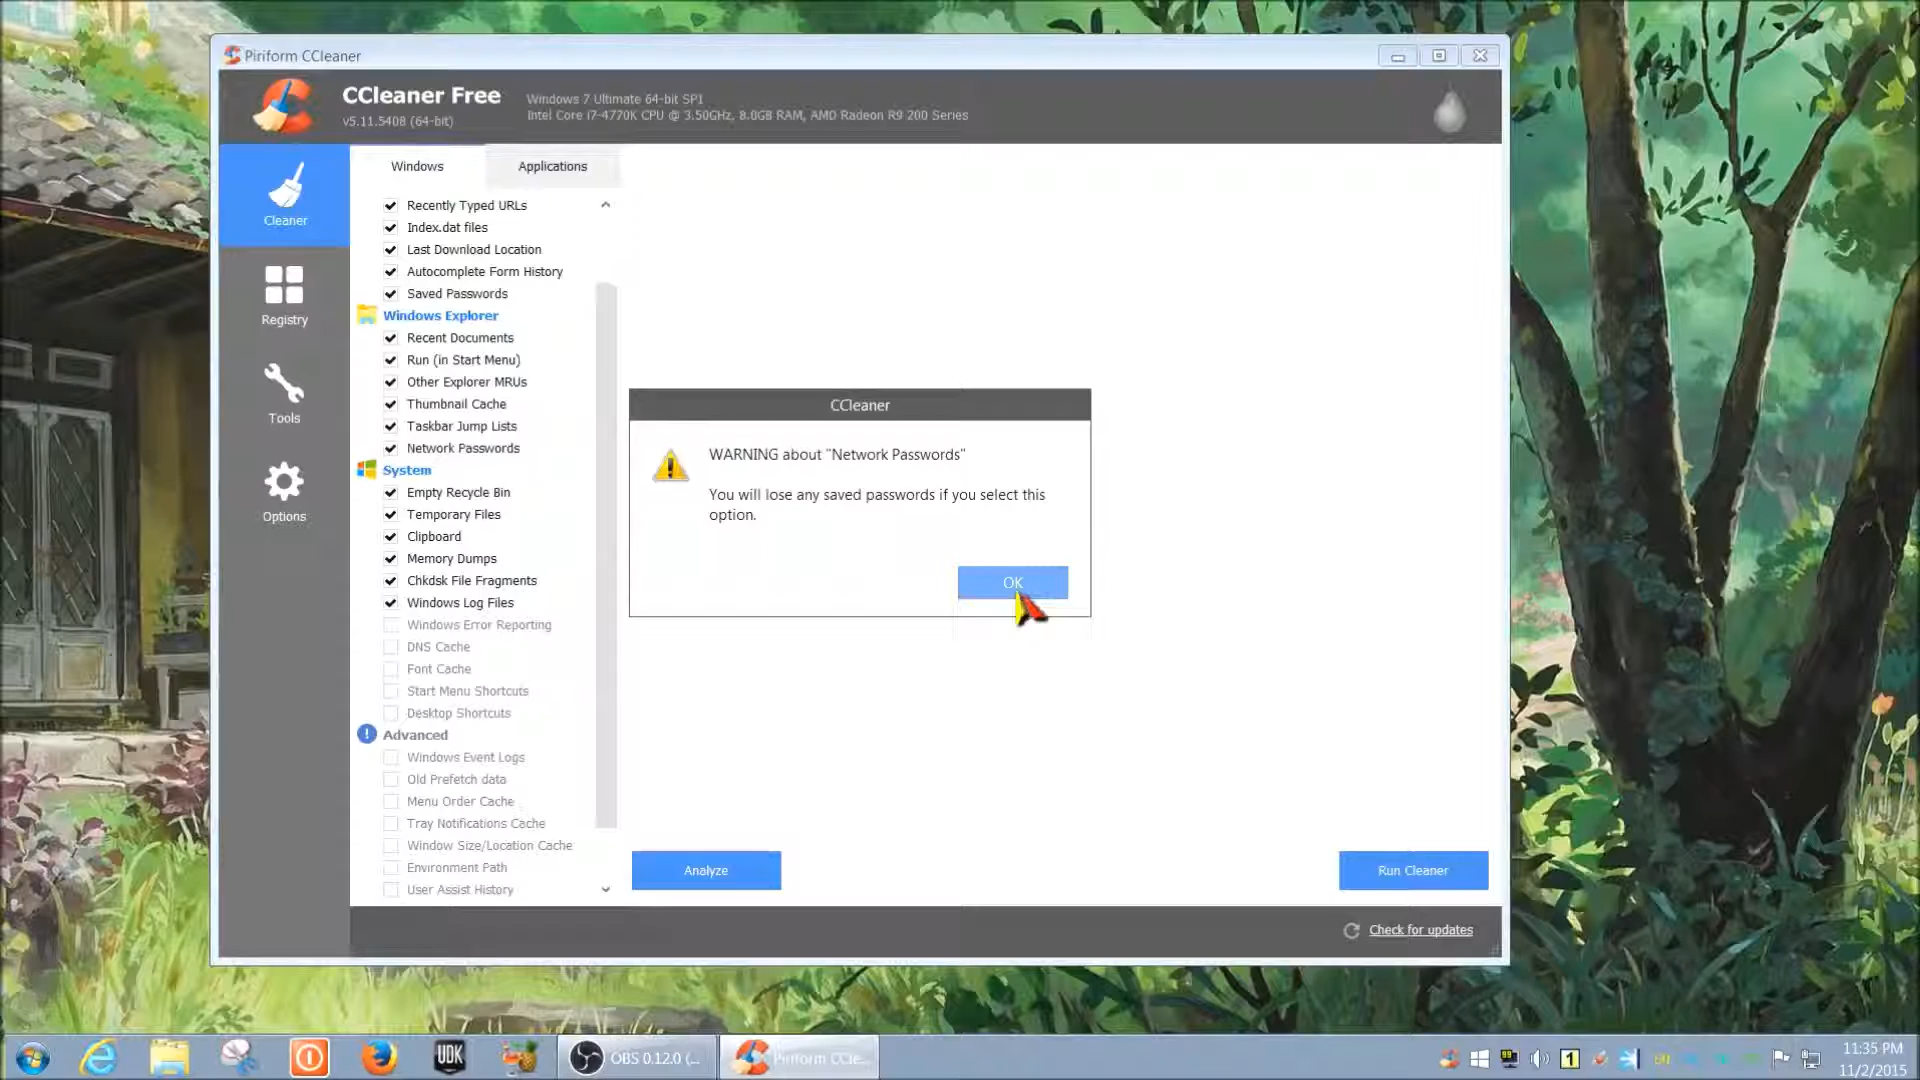 Piriform CCleaner
CCleaner Free
v5.11.5408 (64-bit)
Windows 7 Ultimate 64-bit SP1
Intel Core i7-4770K CPU @ 3.50GHz, 8.0GB RAM, AMD Radeon R9 200 Series
Cleaner
Registry
Tools
Options
Windows
Applications
Recently Typed URLs
Index.dat files
Last Download Location
Autocomplete Form History
Saved Passwords
Windows Explorer
Recent Documents
Run (in Start Menu)
Other Explorer MRUs
Thumbnail Cache
Taskbar Jump Lists
Network Passwords
System
Empty Recycle Bin
Temporary Files
Clipboard
Memory Dumps
Chkdsk File Fragments
Windows Log Files
Windows Error Reporting
DNS Cache
Font Cache
Start Menu Shortcuts
Desktop Shortcuts
Advanced
Windows Event Logs
Old Prefetch data
Menu Order Cache
Tray Notifications Cache
Window Size/Location Cache
Environment Path
User Assist History
CCleaner
WARNING about "Network Passwords"
You will lose any saved passwords if you select this
option.
OK
Analyze
Run Cleaner
Check for updates
UDK
OBS 0.12.0 (...
Piriform CCle...
1
11:35 PM
11/2/2015